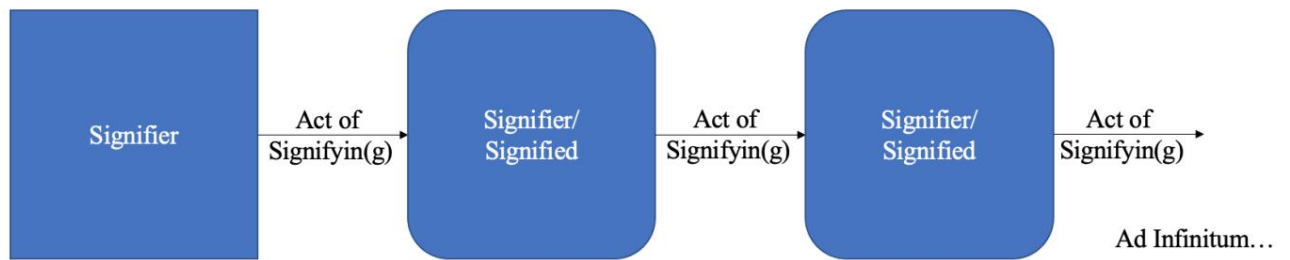 Signifier
Act of
Signifyin(g)
Signifier/
Signified
Act of
Signifyin(g)
Signifier/
Signified
Act of
Signifyin(g)
Ad Infinitum…